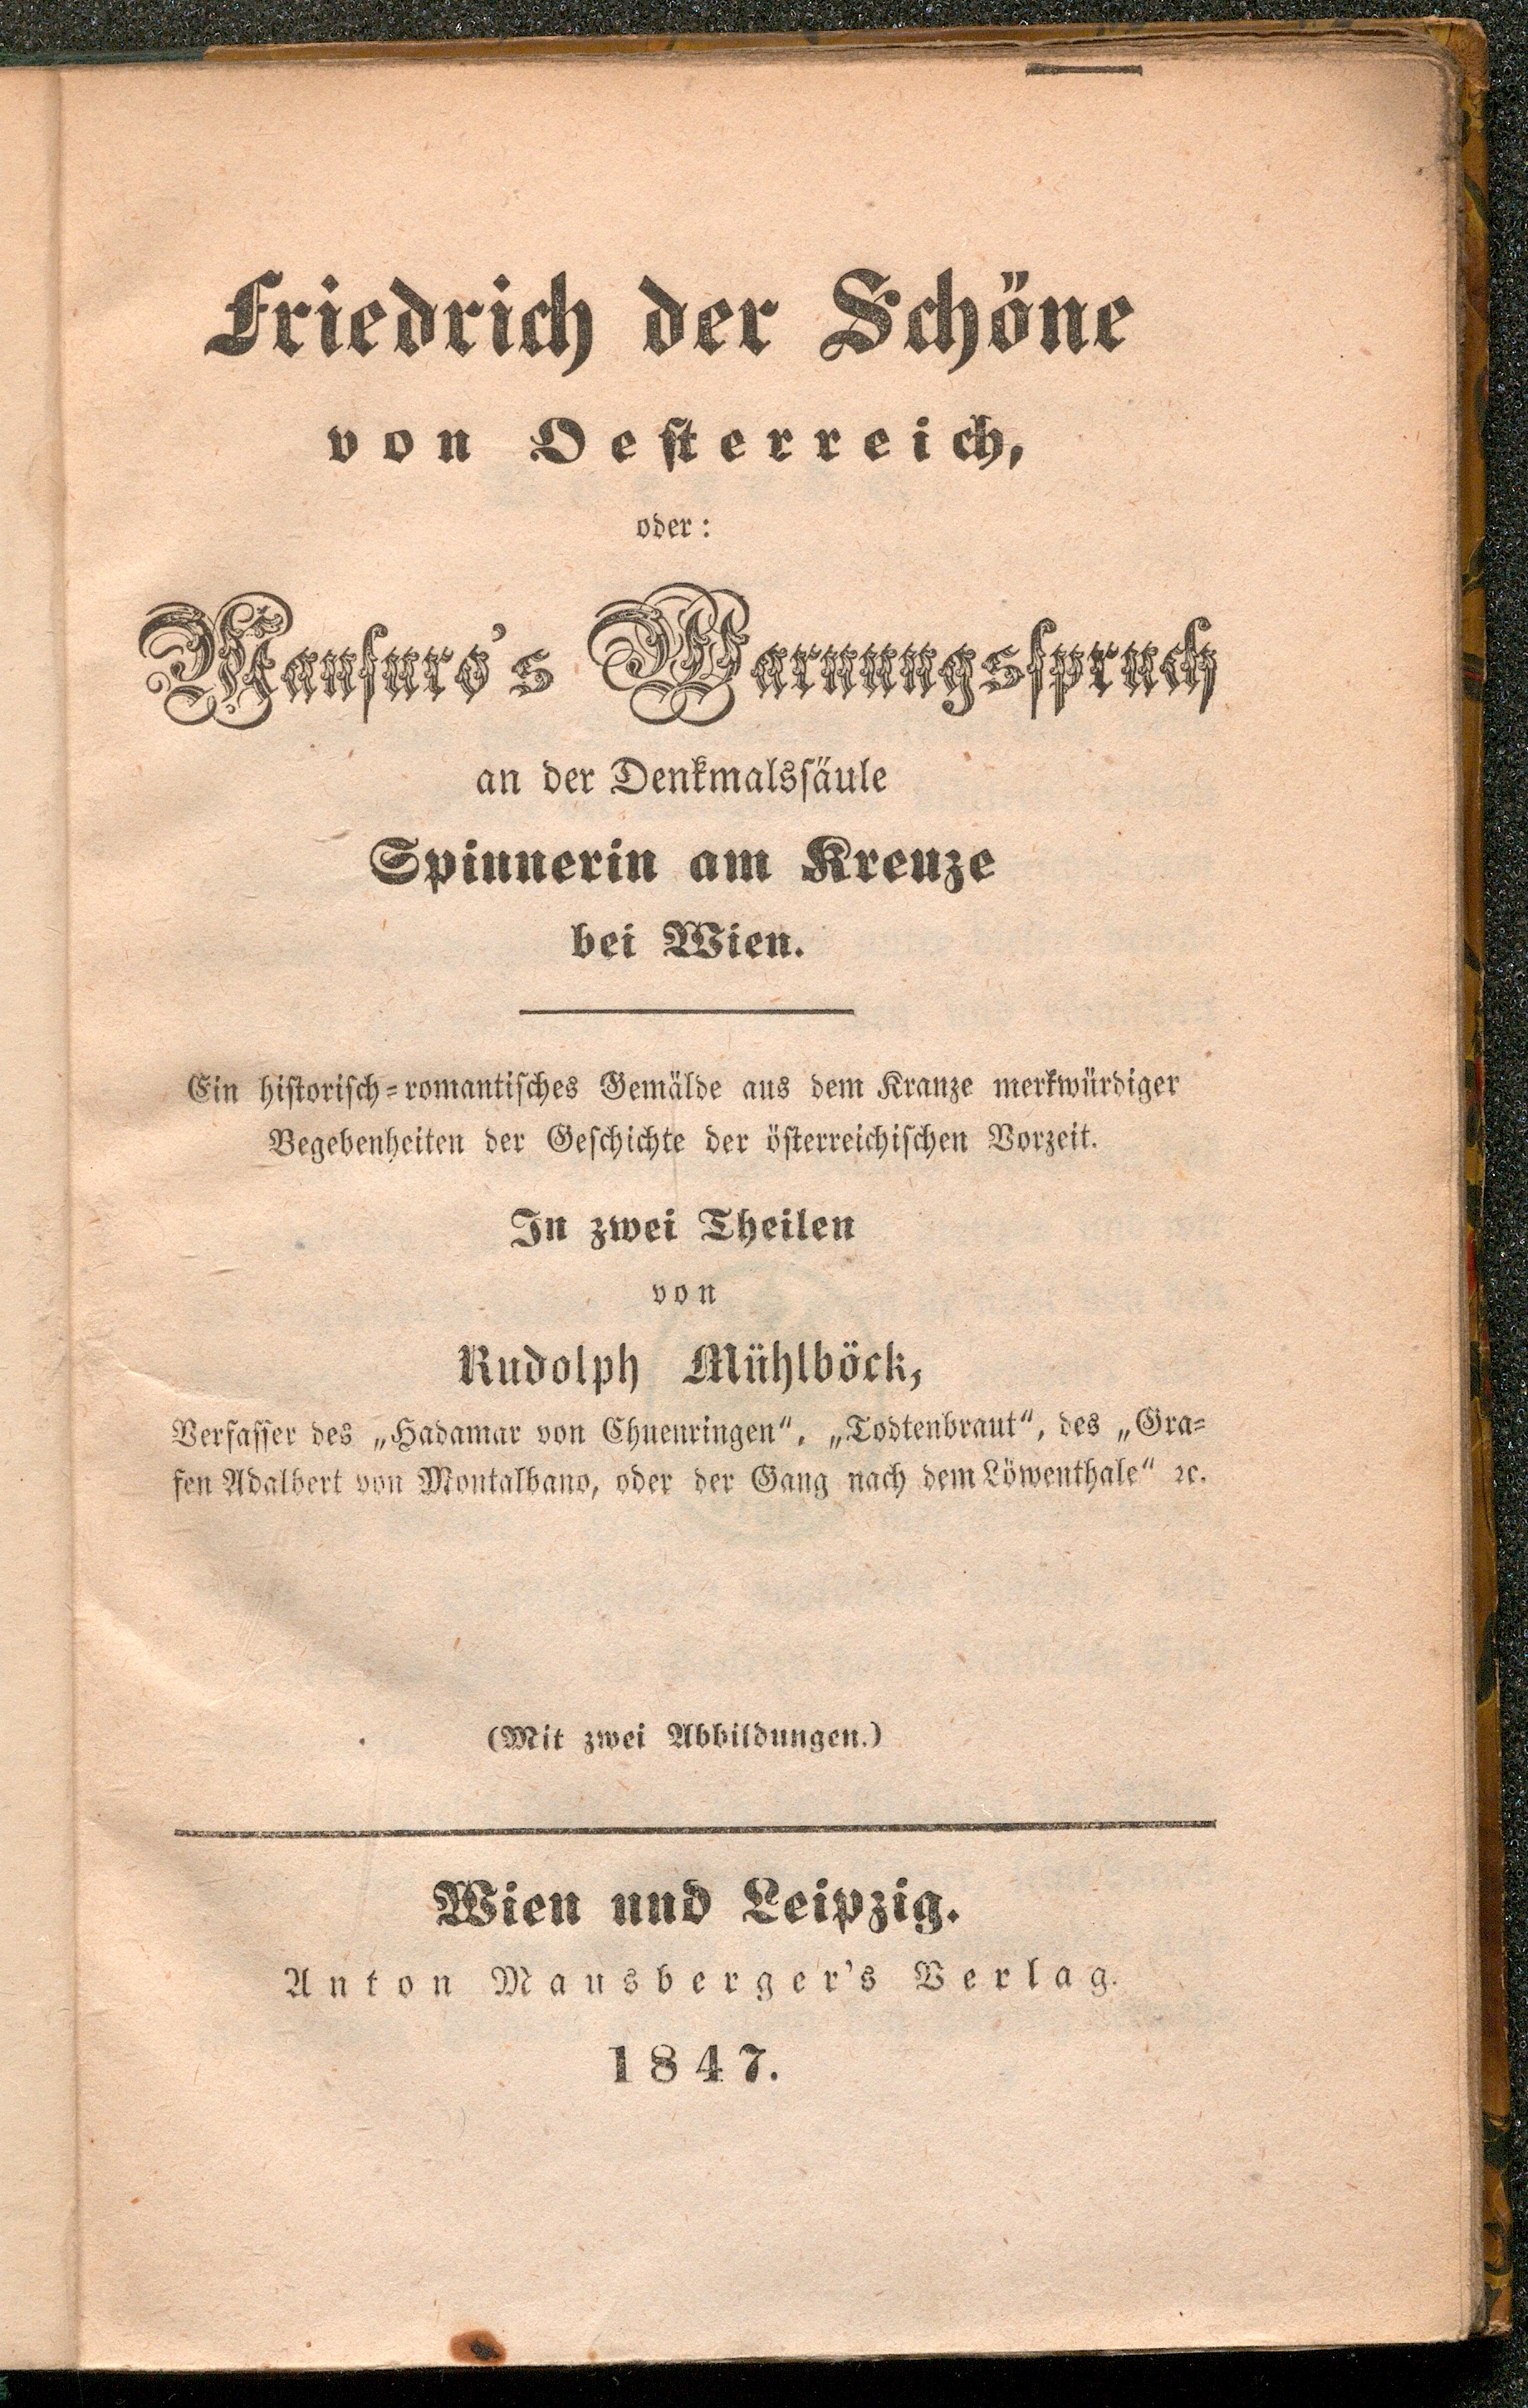 Friedrich der Schöne
von Oesterreich,
oder:
Mansuro's Warnungsspruch
an der Denkmalssäule
Spinnerin am Kreuze
bei Wien.
Ein historisch-romantisches Gemälde aus dem Kranze merkwürdiger
Begebenheiten der Geschichte der österreichischen Vorzeit.
In zwei Theilen
von
Rudolph Mühlböck,
Verfasser des „Hadamar von Chuenringen“, „Todtenbraut“, des „Gra-
fen Adalbert von Montalbano, oder der Gang nach dem Löwenthale“ ꝛc.
(Mit zwei Abbildungen.)
Wien und Leipzig.
Anton Mausberger's Verlag.
1847.